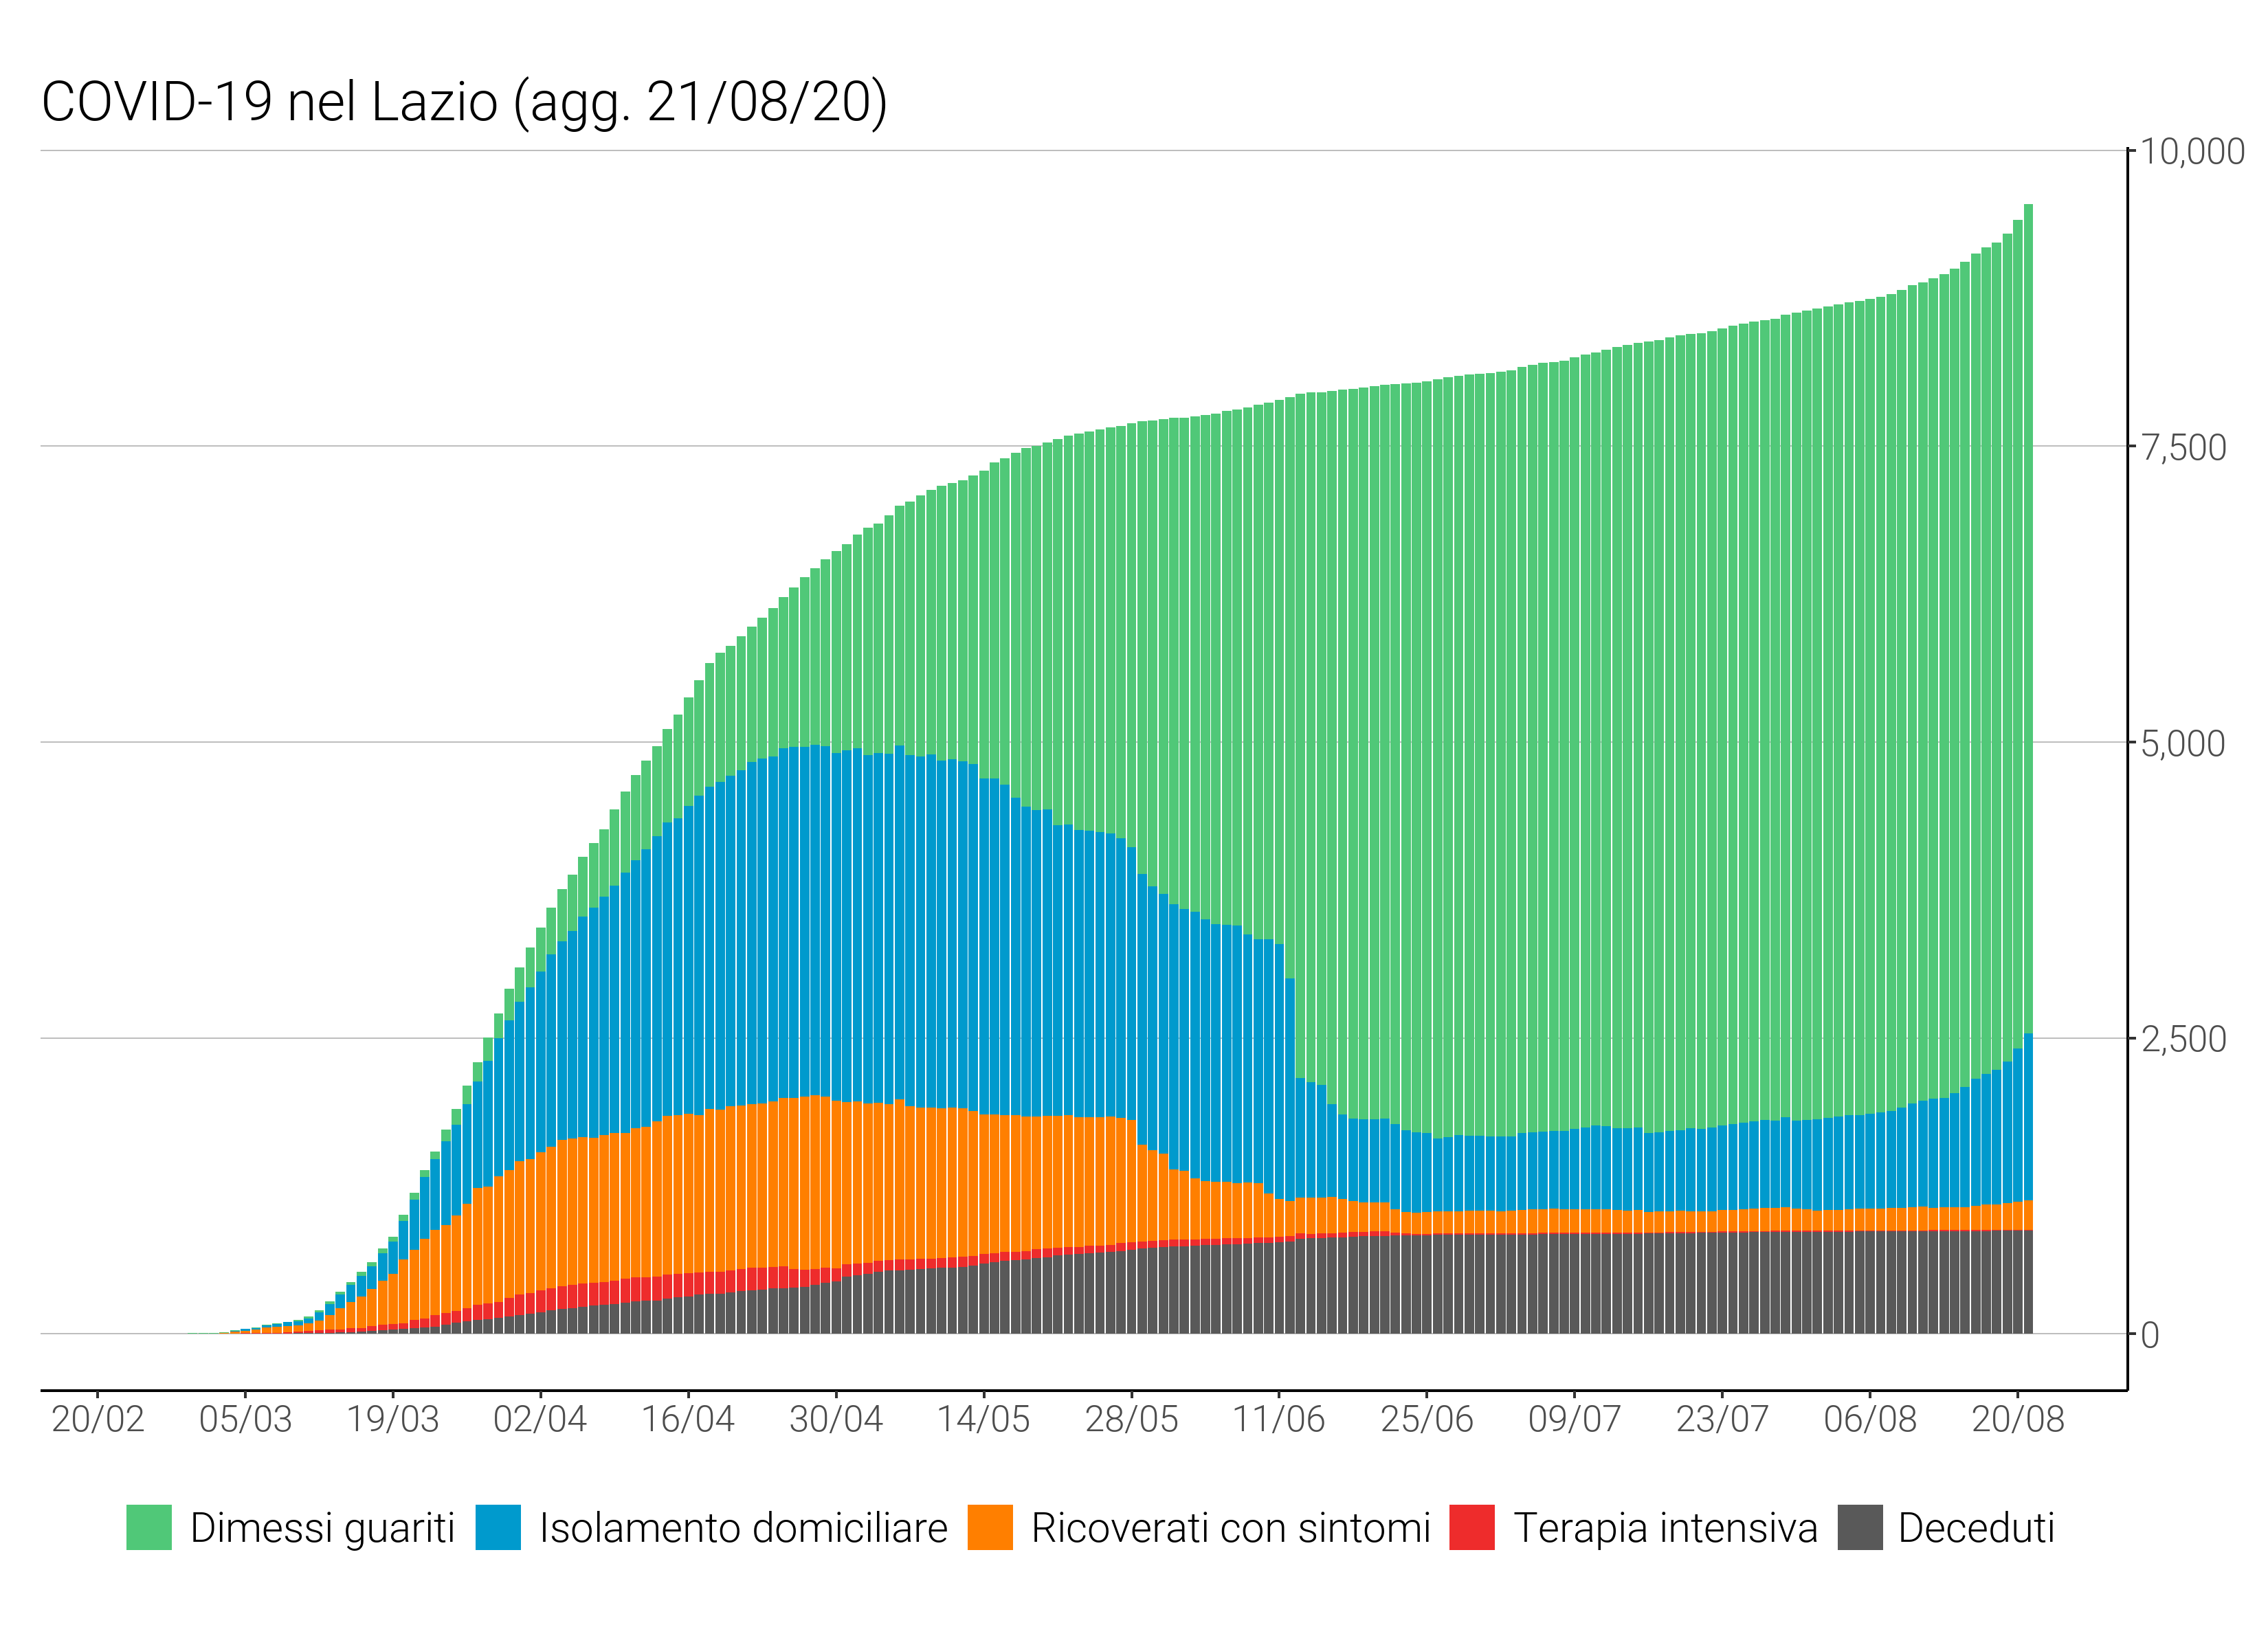 COVID-19 nel Lazio (agg. 21/08/20)
10,000
7,500
5,000
2,500
0
20/02 05/03 19/03 02/04 16/04 30/04 14/05 28/05 11/06 25/06 09/07 23/07 06/08 20/08
Dimessi guariti Isolamento domiciliare Ricoverati con sintomi Terapia intensiva Deceduti